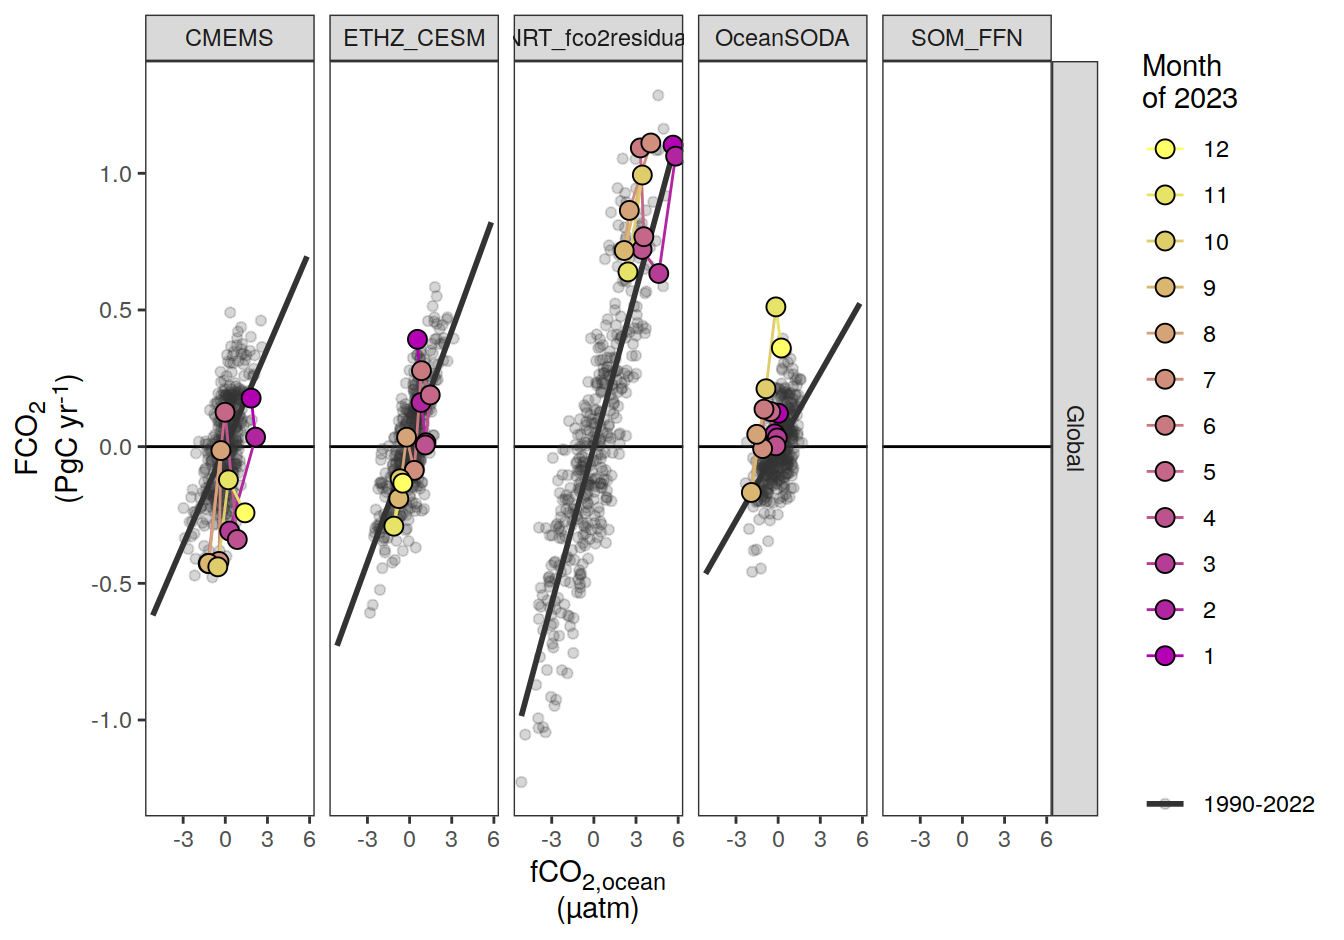 CMEMS
ETHZ_CESM
NRT_fco2residua
OceanSODA
SOM_FFN
Global
FCO₂
(PgC yr⁻¹)
1.0
0.5
0.0
-0.5
-1.0
-3 0 3 6
-3 0 3 6
-3 0 3 6
-3 0 3 6
-3 0 3 6
fCO₂,ocean
(µatm)
Month
of 2023
12
11
10
9
8
7
6
5
4
3
2
1
1990-2022